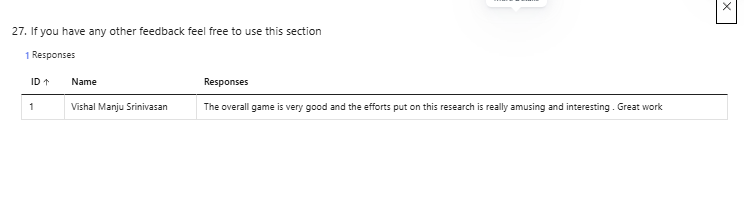 27. If you have any other feedback feel free to use this section
1 Responses
ID ↑ Name Responses
1 Vishal Manju Srinivasan The overall game is very good and the efforts put on this research is really amusing and interesting . Great work